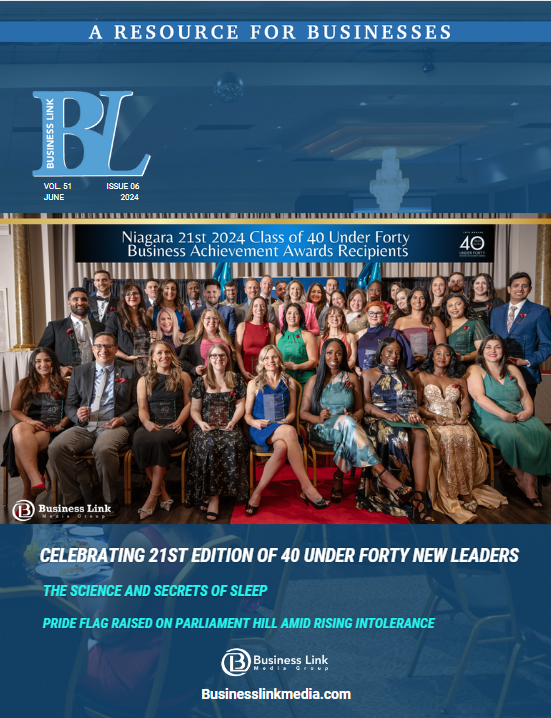 A RESOURCE FOR BUSINESSES
BUSINESS LINK
BL
VOL. 51 ISSUE 06
JUNE 2024
Niagara 21st 2024 Class of 40 Under Forty
Business Achievement Awards Recipients
40
UNDER FORTY
Business Link
Media Group
CELEBRATING 21ST EDITION OF 40 UNDER FORTY NEW LEADERS
THE SCIENCE AND SECRETS OF SLEEP
PRIDE FLAG RAISED ON PARLIAMENT HILL AMID RISING INTOLERANCE
Business Link
Media Group
Businesslinkmedia.com